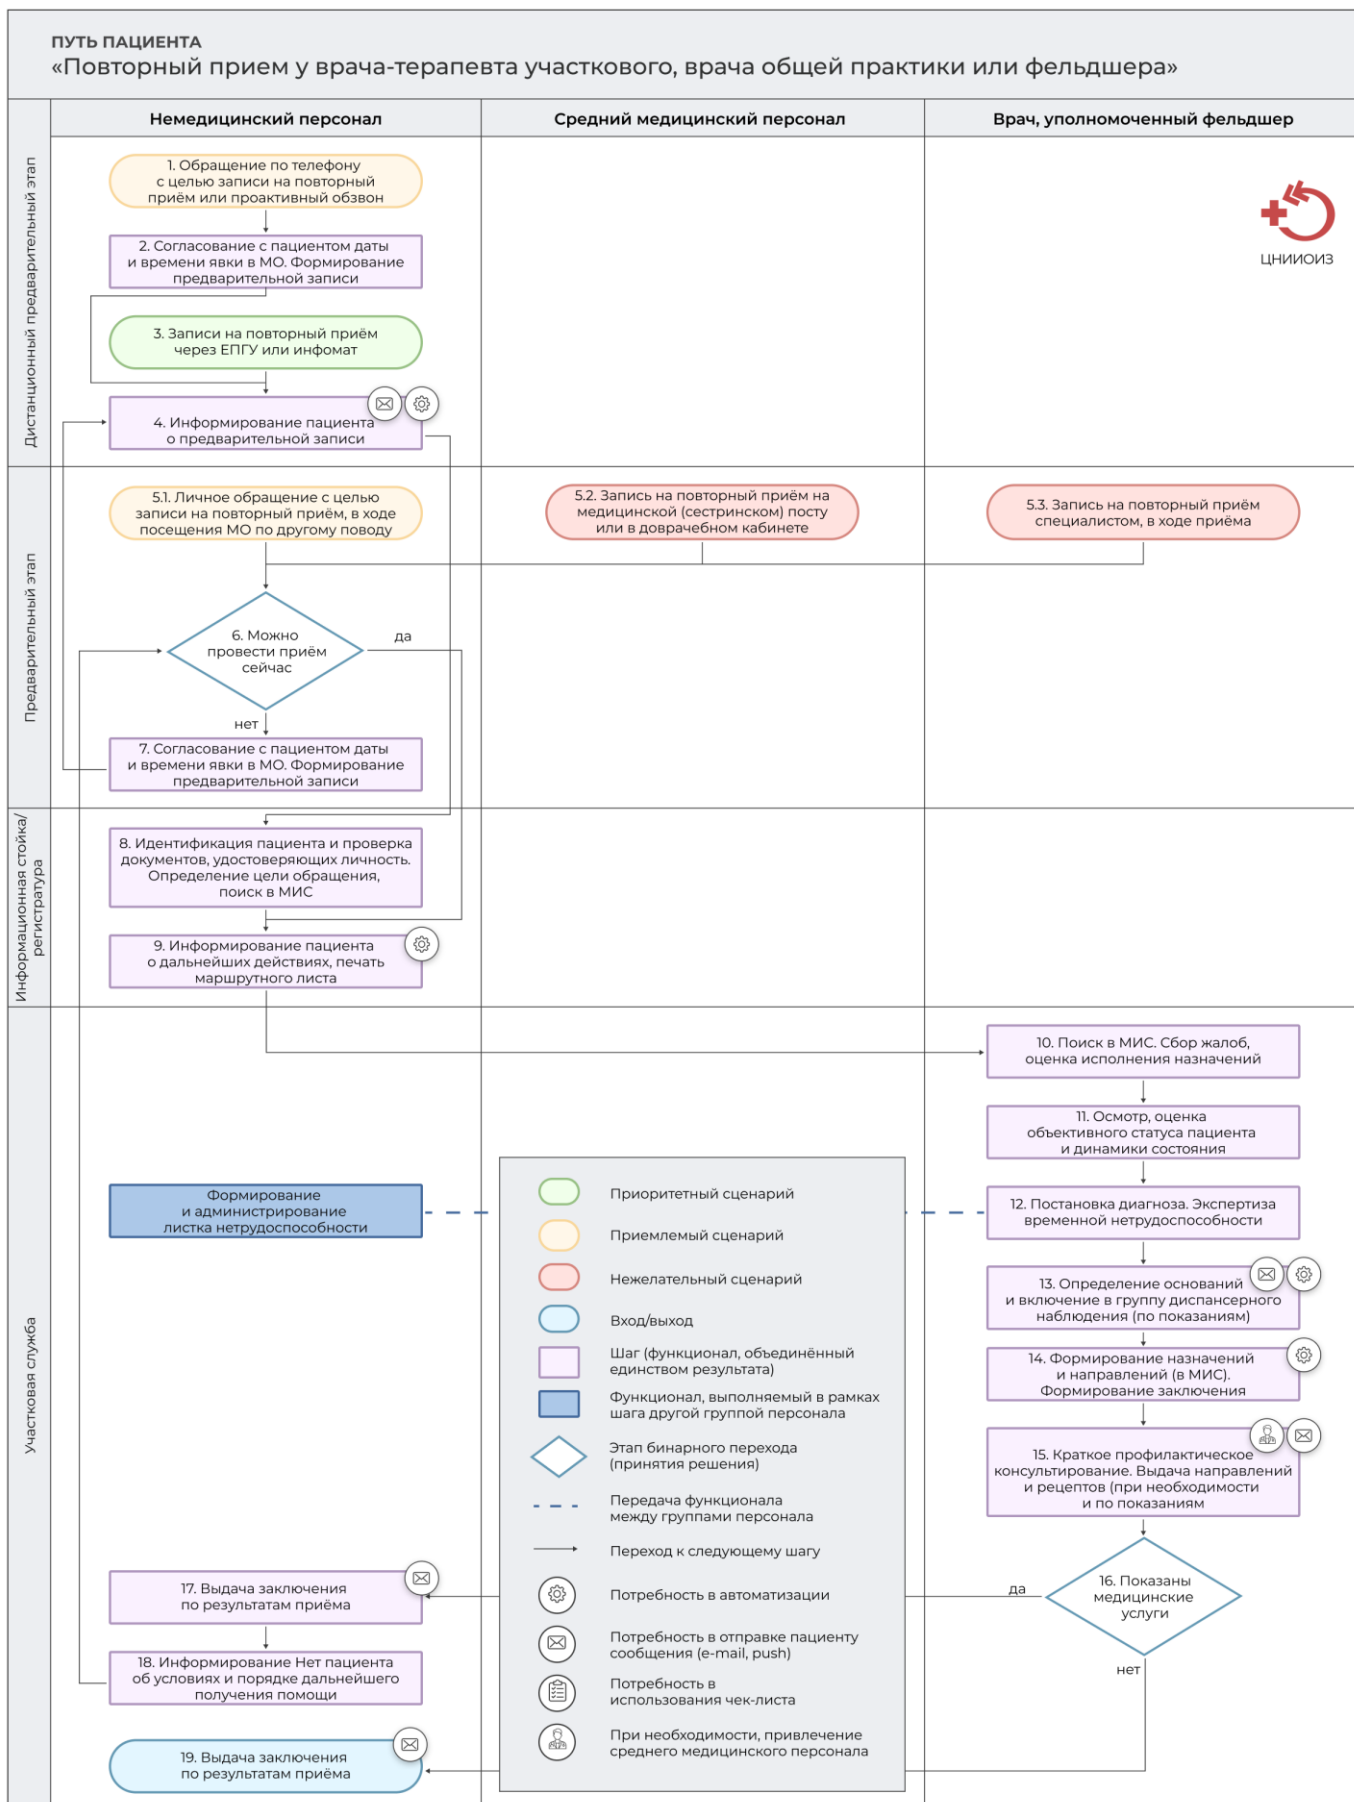 ПУТЬ ПАЦИЕНТА
«Повторный прием у врача-терапевта участкового, врача общей практики или фельдшера»
Немедицинский персонал
Средний медицинский персонал
Врач, уполномоченный фельдшер
Дистанционный предварительный этап
1. Обращение по телефону
с целью записи на повторный
приём или проактивный обзвон
ЦНИИОИЗ
2. Согласование с пациентом даты
и времени явки в МО. Формирование
предварительной записи
3. Записи на повторный приём
через ЕПГУ или инфомат
4. Информирование пациента
о предварительной записи
Предварительный этап
5.1. Личное обращение с целью
записи на повторный приём, в ходе
посещения МО по другому поводу
5.2. Запись на повторный приём на
медицинской (сестринском) посту
или в доврачебном кабинете
5.3. Запись на повторный приём
специалистом, в ходе приёма
6. Можно
провести приём
сейчас
да
нет
7. Согласование с пациентом даты
и времени явки в МО. Формирование
предварительной записи
Информационная стойка/
регистратура
8. Идентификация пациента и проверка
документов, удостоверяющих личность.
Определение цели обращения,
поиск в МИС
9. Информирование пациента
о дальнейших действиях, печать
маршрутного листа
Участковая служба
10. Поиск в МИС. Сбор жалоб,
оценка исполнения назначений
11. Осмотр, оценка
объективного статуса пациента
и динамики состояния
Формирование
и администрирование
листка нетрудоспособности
12. Постановка диагноза. Экспертиза
временной нетрудоспособности
13. Определение оснований
и включение в группу диспансерного
наблюдения (по показаниям)
14. Формирование назначений
и направлений (в МИС).
Формирование заключения
15. Краткое профилактическое
консультирование. Выдача направлений
и рецептов (при необходимости
и по показаниям
16. Показаны
медицинские
услуги
да
нет
17. Выдача заключения
по результатам приёма
18. Информирование Нет пациента
об условиях и порядке дальнейшего
получения помощи
19. Выдача заключения
по результатам приёма
Приоритетный сценарий
Приемлемый сценарий
Нежелательный сценарий
Вход/выход
Шаг (функционал, объединённый
единством результата)
Функционал, выполняемый в рамках
шага другой группой персонала
Этап бинарного перехода
(принятия решения)
Передача функционала
между группами персонала
Переход к следующему шагу
Потребность в автоматизации
Потребность в отправке пациенту
сообщения (e-mail, push)
Потребность в
использования чек-листа
При необходимости, привлечение
среднего медицинского персонала